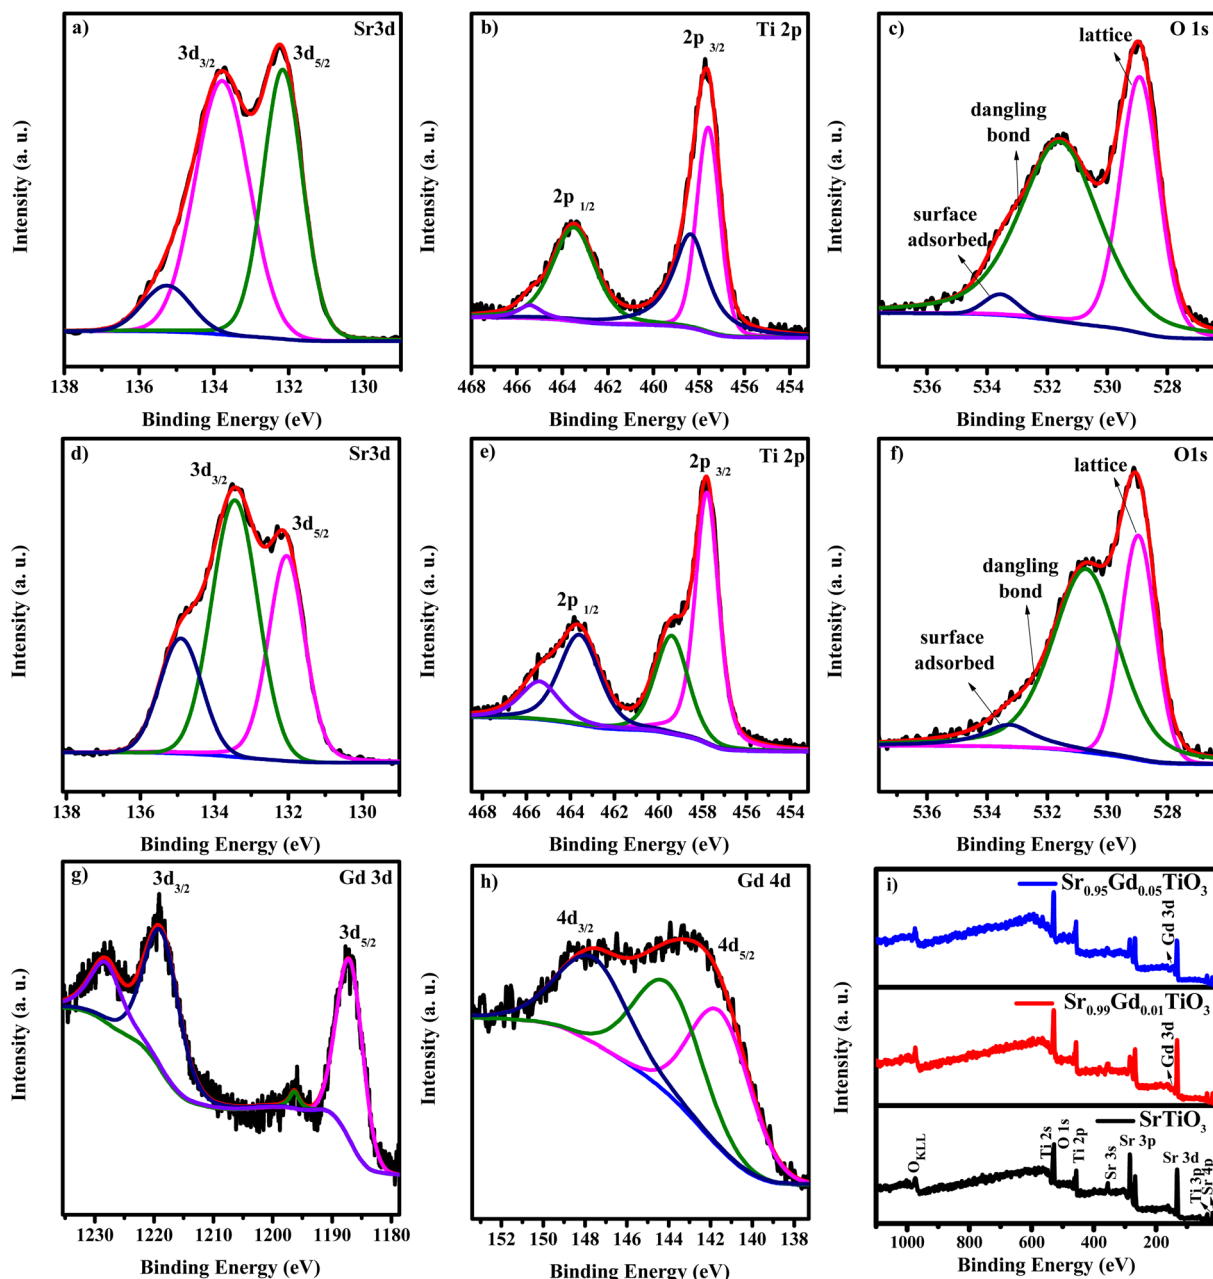 a)
Sr3d
3d3/2
3d5/2
Intensity (a. u.)
138 136 134 132 130
Binding Energy (eV)
b)
Ti 2p
2p 3/2
2p 1/2
Intensity (a. u.)
468 466 464 462 460 458 456 454
Binding Energy (eV)
c)
O 1s
lattice
dangling
bond
surface
adsorbed
Intensity (a. u.)
536 534 532 530 528
Binding Energy (eV)
d)
Sr3d
3d3/2
3d5/2
Intensity (a. u.)
138 136 134 132 130
Binding Energy (eV)
e)
Ti 2p
2p 3/2
2p 1/2
Intensity (a. u.)
468 466 464 462 460 458 456 454
Binding Energy (eV)
f)
O1s
lattice
dangling
bond
surface
adsorbed
Intensity (a. u.)
536 534 532 530 528
Binding Energy (eV)
g)
Gd 3d
3d3/2
3d5/2
Intensity (a. u.)
1230 1220 1210 1200 1190 1180
Binding Energy (eV)
h)
Gd 4d
4d3/2
4d5/2
Intensity (a. u.)
152 150 148 146 144 142 140 138
Binding Energy (eV)
i)
Sr0.95Gd0.05TiO3
Gd 3d
Sr0.99Gd0.01TiO3
Gd 3d
SrTiO3
OKLL
Ti 2s
O 1s
Ti 2p
Sr 3s
Sr 3p
Sr 3d
Ti 3p
Sr 4p
Intensity (a. u.)
1000 800 600 400 200
Binding Energy (eV)